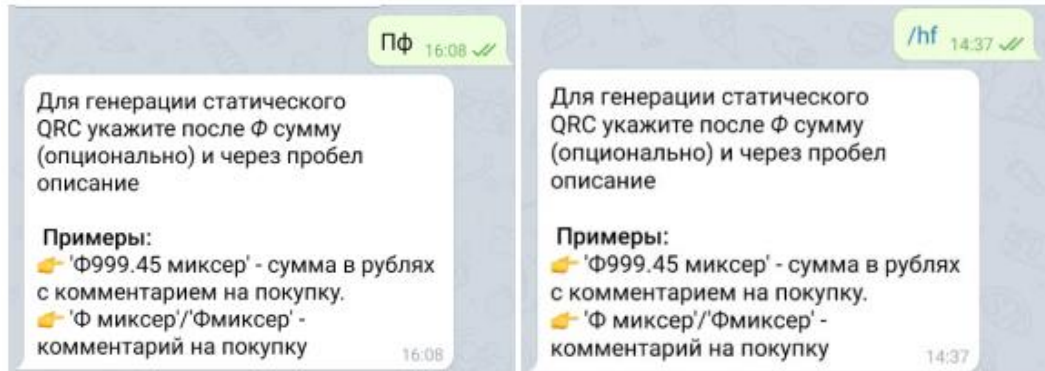 Пф 16:08
Для генерации статического
QRC укажите после Ф сумму
(опционально) и через пробел
описание
Примеры:
👉 'Ф999.45 миксер' - сумма в рублях
с комментарием на покупку.
👉 'Ф миксер'/'Фмиксер' -
комментарий на покупку
16:08
/hf 14:37
Для генерации статического
QRC укажите после Ф сумму
(опционально) и через пробел
описание
Примеры:
👉 'Ф999.45 миксер' - сумма в рублях
с комментарием на покупку.
👉 'Ф миксер'/'Фмиксер' -
комментарий на покупку
14:37